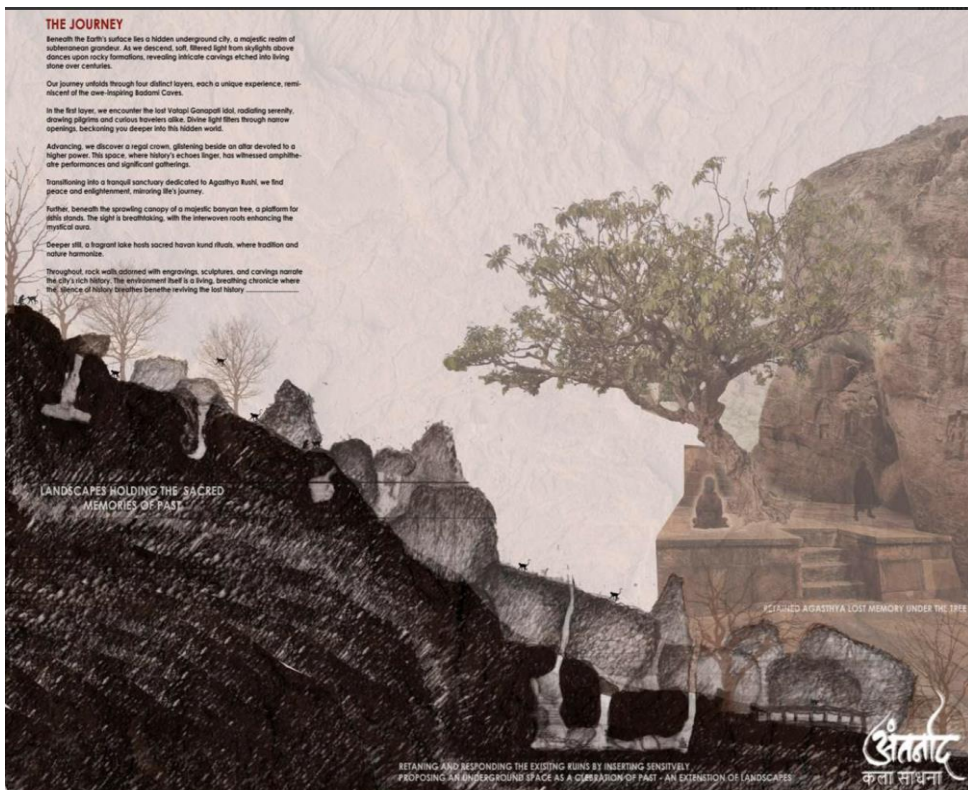 THE JOURNEY
Beneath the Earth's surface lies a hidden underground city, a majestic realm of
subterranean grandeur. As we descend, soft, filtered light from skylights above
dances upon rocky formations, revealing intricate carvings etched into living
stone over centuries.
Our journey unfolds through four distinct layers, each a unique experience, remi-
niscent of the awe-inspiring Badami Caves.
In the first layer, we encounter the lost Vatapi Ganapati idol, radiating serenity,
drawing pilgrims and curious travelers alike. Divine light filters through narrow
openings, beckoning you deeper into this hidden world.
Advancing, we discover a regal crown, glistening beside an altar devoted to a
higher power. This space, where history's echoes linger, has witnessed amphithe-
atre performances and significant gatherings.
Transitioning into a tranquil sanctuary dedicated to Agasthya Rushi, we find
peace and enlightenment, mirroring life's journey.
Further, beneath the sprawling canopy of a majestic banyan tree, a platform for
rishis stands. The sight is breathtaking, with the interwoven roots enhancing the
mystical aura.
Deeper still, a fragrant lake hosts sacred havan kund rituals, where tradition and
nature harmonize.
Throughout, rock walls adorned with engravings, sculptures, and carvings narrate
the city's rich history. The environment itself is a living, breathing chronicle where
the silence of history breathes benethe reviving the lost history ........................
LANDSCAPES HOLDING THE SACRED
MEMORIES OF PAST
AGASTHYA LOST MEMORY UNDER THE TREE
RETANING AND RESPONDING THE EXISITNG RUINS BY INSERTING SENSITVELY
PROPOSING AN UNDERGROUND SPACE AS A CLEBRATION OF PAST - AN EXTENETION OF LANDSCAPES
अंतर्नाद
कला साधना